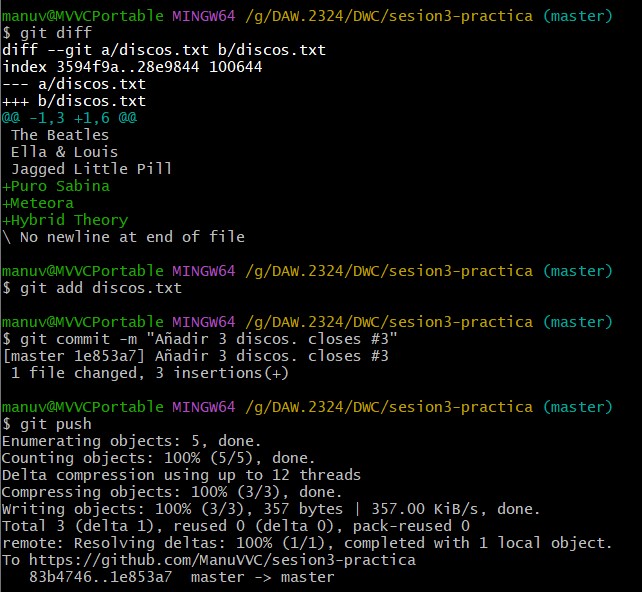 manuv@MVVCPortable MINGW64 /g/DAW.2324/DWC/sesion3-practica (master)
$ git diff
diff --git a/discos.txt b/discos.txt
index 3594f9a..28e9844 100644
--- a/discos.txt
+++ b/discos.txt
@@ -1,3 +1,6 @@
 The Beatles
 Ella & Louis
 Jagged Little Pill
+Puro Sabina
+Meteora
+Hybrid Theory
\ No newline at end of file
manuv@MVVCPortable MINGW64 /g/DAW.2324/DWC/sesion3-practica (master)
$ git add discos.txt
manuv@MVVCPortable MINGW64 /g/DAW.2324/DWC/sesion3-practica (master)
$ git commit -m "Añadir 3 discos. closes #3"
[master 1e853a7] Añadir 3 discos. closes #3
 1 file changed, 3 insertions(+)
manuv@MVVCPortable MINGW64 /g/DAW.2324/DWC/sesion3-practica (master)
$ git push
Enumerating objects: 5, done.
Counting objects: 100% (5/5), done.
Delta compression using up to 12 threads
Compressing objects: 100% (3/3), done.
Writing objects: 100% (3/3), 357 bytes | 357.00 KiB/s, done.
Total 3 (delta 1), reused 0 (delta 0), pack-reused 0
remote: Resolving deltas: 100% (1/1), completed with 1 local object.
To https://github.com/ManuVVC/sesion3-practica
   83b4746..1e853a7  master -> master